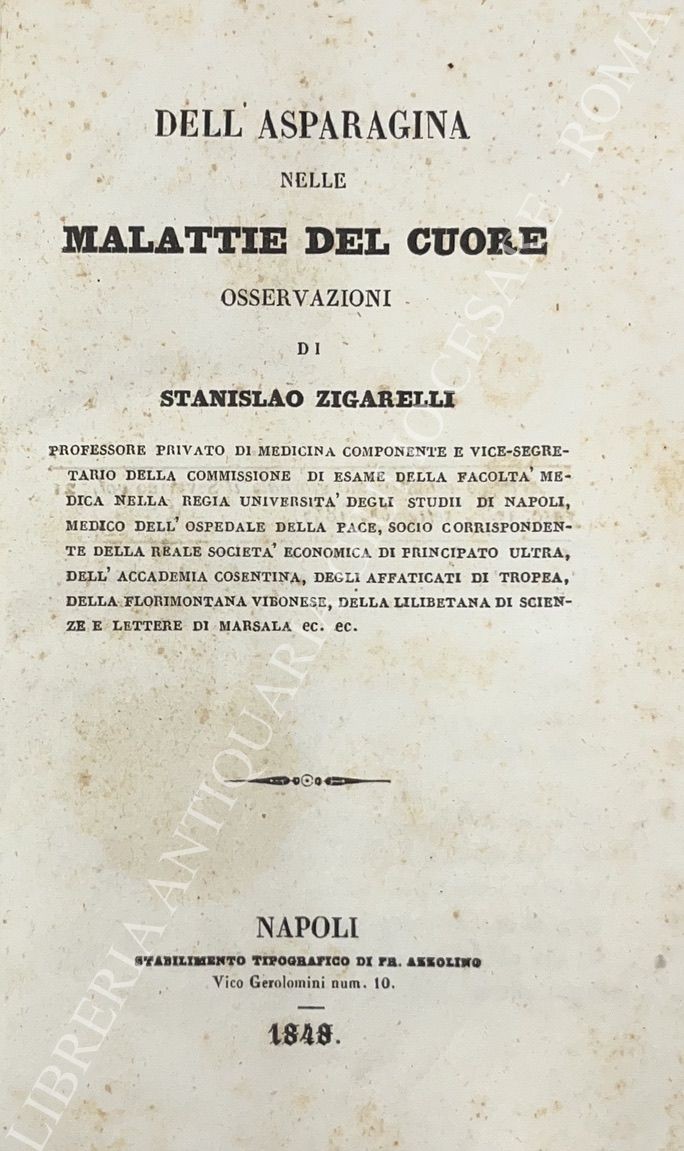 DELL' ASPARAGINA
NELLE
MALATTIE DEL CUORE
OSSERVAZIONI
DI
STANISLAO ZIGARELLI
PROFESSORE PRIVATO DI MEDICINA COMPONENTE E VICE-SEGRE-
TARIO DELLA COMMISSIONE DI ESAME DELLA FACOLTA' ME-
DICA NELLA REGIA UNIVERSITA' DEGLI STUDII DI NAPOLI,
MEDICO DELL' OSPEDALE DELLA PACE, SOCIO CORRISPONDEN-
TE DELLA REALE SOCIETA' ECONOMICA DI PRINCIPATO ULTRA,
DELL' ACCADEMIA COSENTINA, DEGLI AFFATICATI DI TROPEA,
DELLA FLORIMONTANA VIBONESE, DELLA LILIBETANA DI SCIEN-
ZE E LETTERE DI MARSALA ec. ec.
NAPOLI
STABILIMENTO TIPOGRAFICO DI FR. AZZOLINO
Vico Gerolomini num. 10.
1848.
LIBRERIA ANTIQUARIA - ROMA